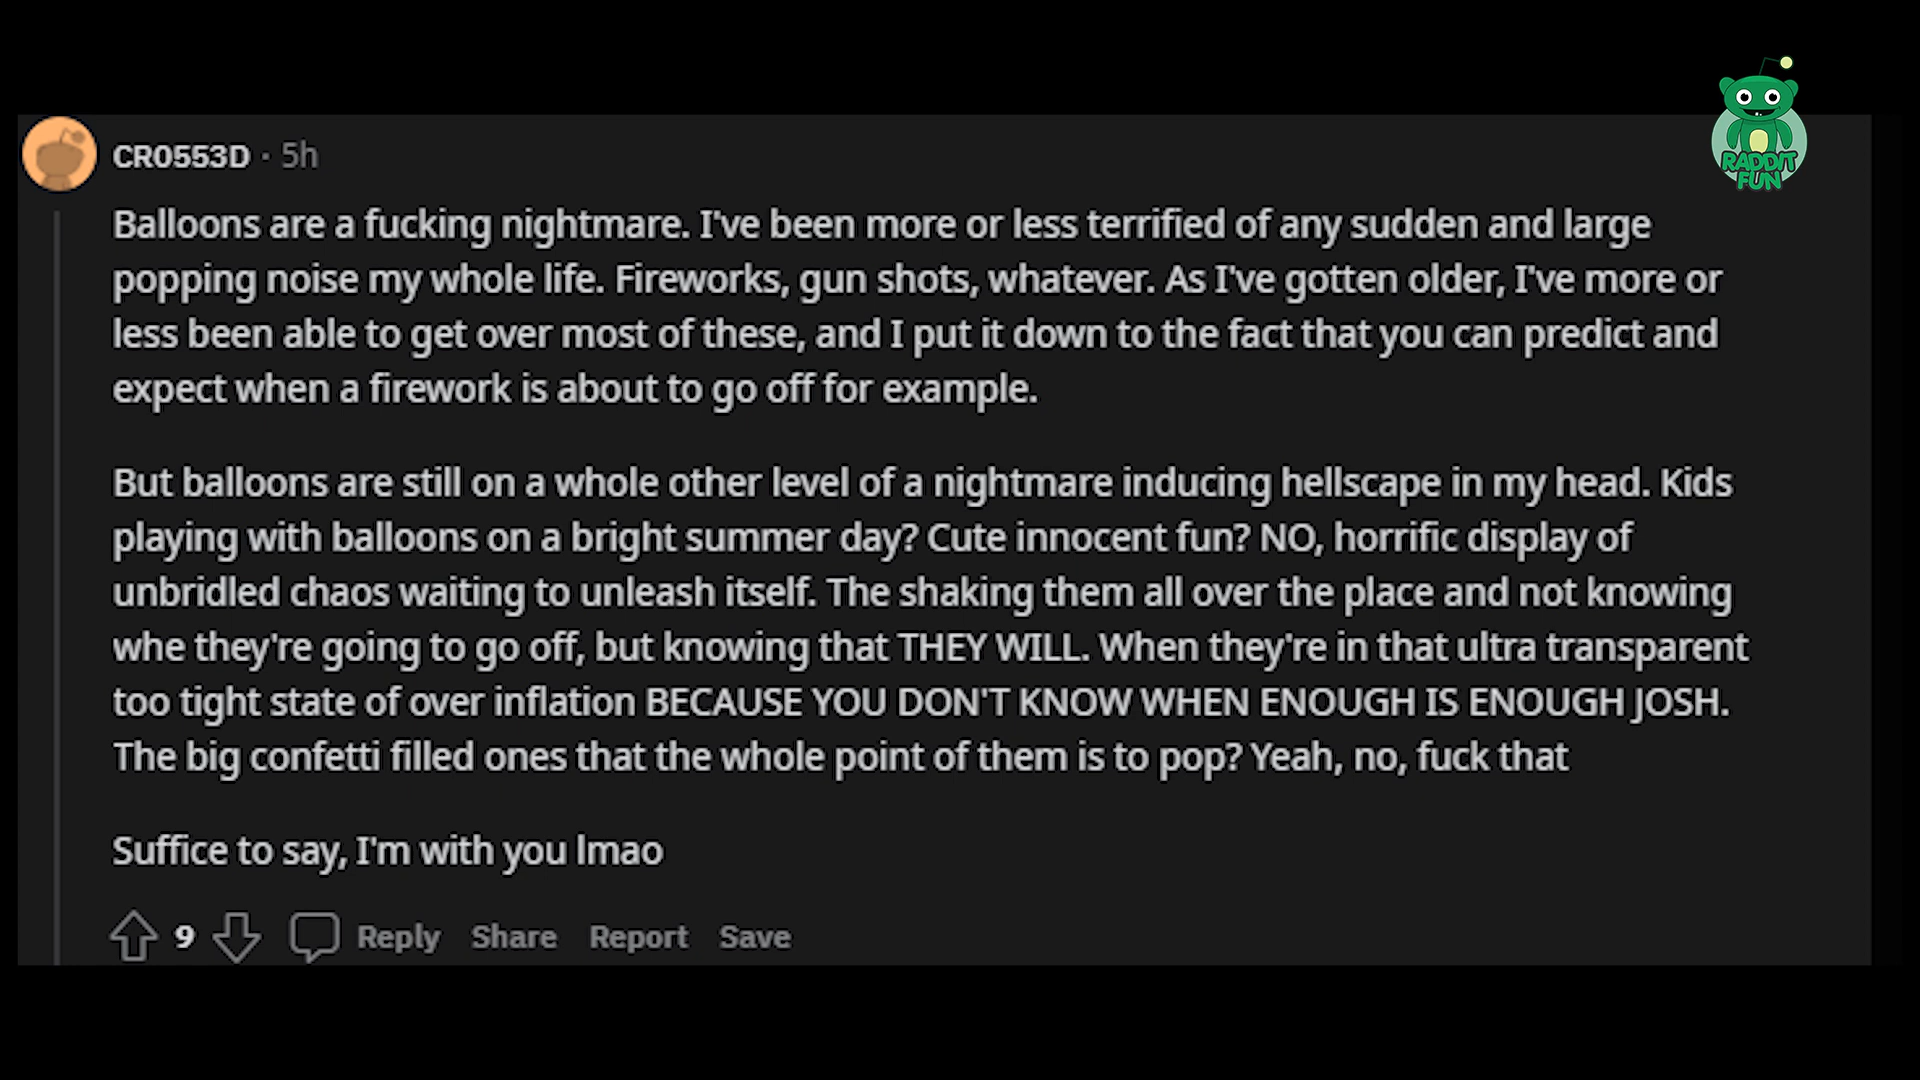 RADDIT
FUN
CR0553D · 5h
Balloons are a fucking nightmare. I've been more or less terrified of any sudden and large
popping noise my whole life. Fireworks, gun shots, whatever. As I've gotten older, I've more or
less been able to get over most of these, and I put it down to the fact that you can predict and
expect when a firework is about to go off for example.
But balloons are still on a whole other level of a nightmare inducing hellscape in my head. Kids
playing with balloons on a bright summer day? Cute innocent fun? NO, horrific display of
unbridled chaos waiting to unleash itself. The shaking them all over the place and not knowing
whe they're going to go off, but knowing that THEY WILL. When they're in that ultra transparent
too tight state of over inflation BECAUSE YOU DON'T KNOW WHEN ENOUGH IS ENOUGH JOSH.
The big confetti filled ones that the whole point of them is to pop? Yeah, no, fuck that
Suffice to say, I'm with you lmao
9 Reply Share Report Save